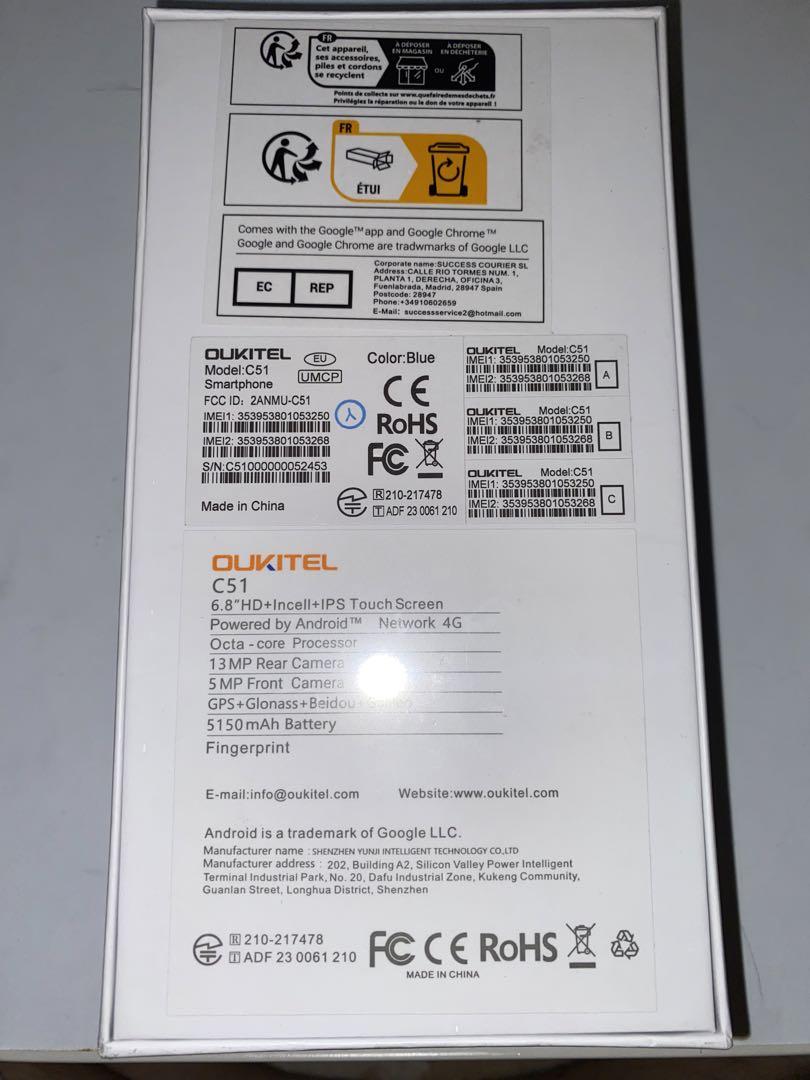 FR
Cet appareil,
ses accessoires,
piles et cordons
se recyclent
À DÉPOSER
EN MAGASIN
OU
À DÉPOSER
EN DÉCHÈTERIE
Points de collecte sur www.quefairedemesdechets.fr
Privilégiez la réparation ou le don de votre appareil !
FR
ÉTUI
Comes with the Google™ app and Google Chrome™
Google and Google Chrome are tradwmarks of Google LLC
EC REP
Corporate name:SUCCESS COURIER SL
Address:CALLE RIO TORMES NUM. 1,
PLANTA 1, DERECHA, OFICINA 3,
Fuenlabrada, Madrid, 28947 Spain
Postcode: 28947
Phone:+34910602659
E-Mail: successservice2@hotmail.com
OUKITEL EU
Model:C51
Smartphone UMCP
FCC ID: 2ANMU-C51
IMEI1: 353953801053250
IMEI2: 353953801053268
S/N:C51000000052453
Made in China
Color:Blue
CE
RoHS
FC
R 210-217478
T ADF 23 0061 210
OUKITEL Model:C51
IMEI1: 353953801053250
IMEI2: 353953801053268
A
OUKITEL Model:C51
IMEI1: 353953801053250
IMEI2: 353953801053268
B
OUKITEL Model:C51
IMEI1: 353953801053250
IMEI2: 353953801053268
C
OUKITEL
C51
6.8"HD+Incell+IPS Touch Screen
Powered by Android™ Network 4G
Octa-core Processor
13 MP Rear Camera
5 MP Front Camera
GPS+Glonass+Beidou+
5150 mAh Battery
Fingerprint
E-mail:info@oukitel.com Website:www.oukitel.com
Android is a trademark of Google LLC.
Manufacturer name : SHENZHEN YUNJI INTELLIGENT TECHNOLOGY CO.,LTD
Manufacturer address : 202, Building A2, Silicon Valley Power Intelligent
Terminal Industrial Park, No. 20, Dafu Industrial Zone, Kukeng Community,
Guanlan Street, Longhua District, Shenzhen
R 210-217478
T ADF 23 0061 210
FC CE RoHS
MADE IN CHINA